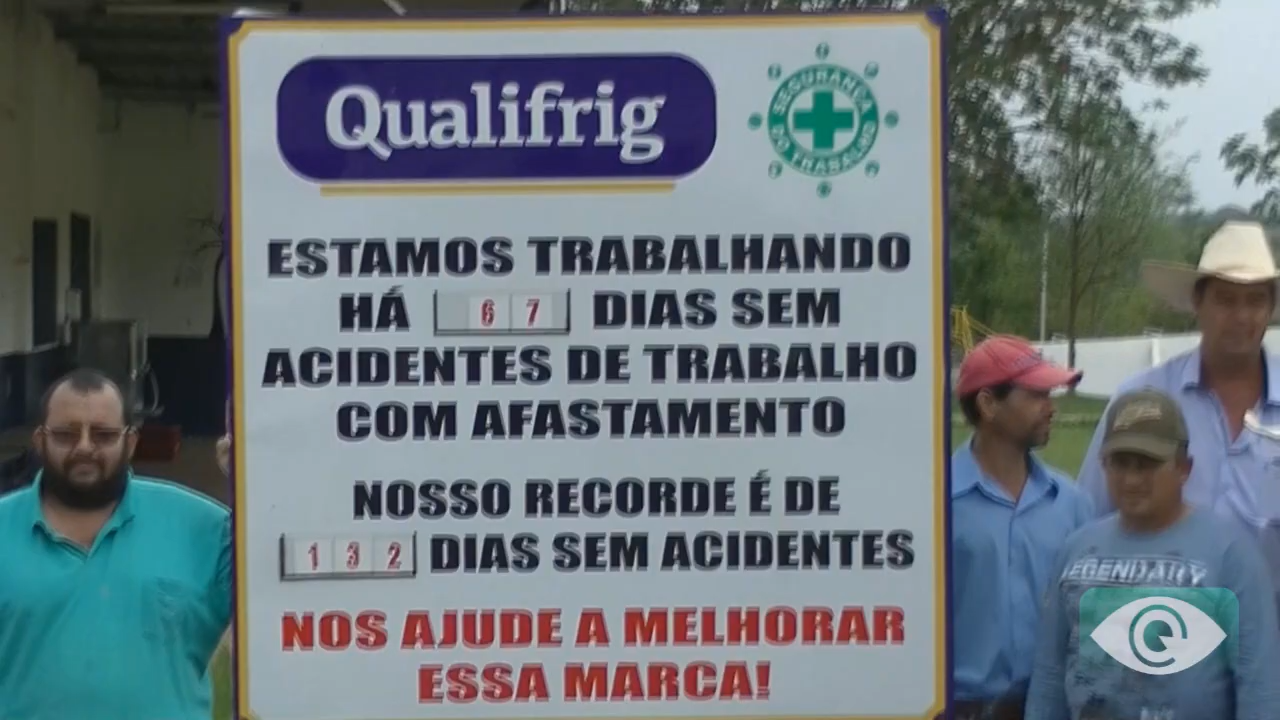 Qualifrig
SEGURANÇA
DO TRABALHO
ESTAMOS TRABALHANDO
HÁ 67 DIAS SEM
ACIDENTES DE TRABALHO
COM AFASTAMENTO
NOSSO RECORDE É DE
132 DIAS SEM ACIDENTES
NOS AJUDE A MELHORAR
ESSA MARCA!
LEGENDARY